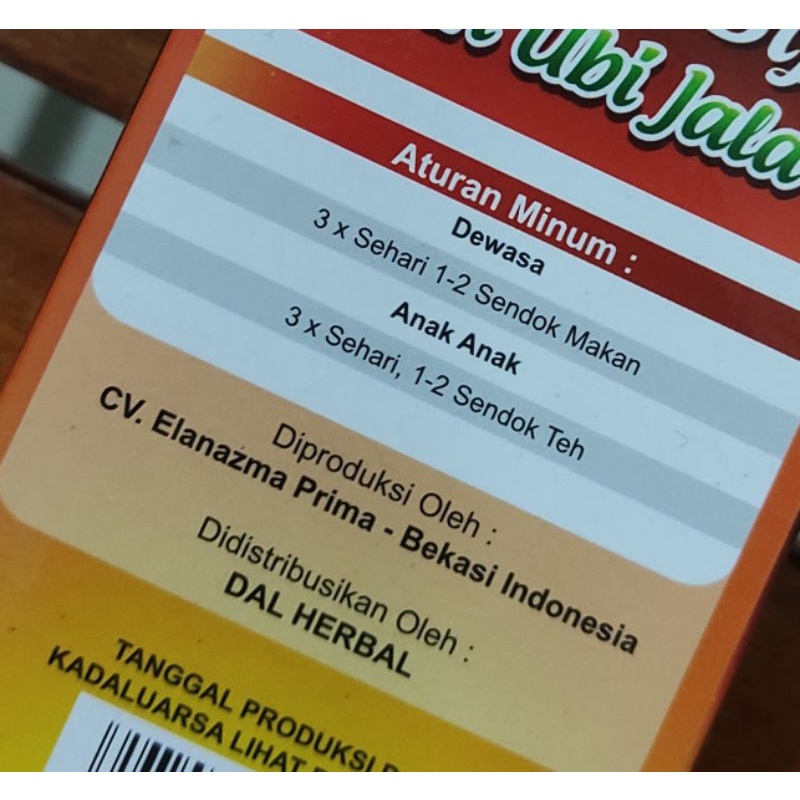 Ubi Jala
Aturan Minum :
Dewasa
3 x Sehari 1-2 Sendok Makan
Anak Anak
3 x Sehari, 1-2 Sendok Teh
Diproduksi Oleh :
CV. Elanazma Prima - Bekasi Indonesia
Didistribusikan Oleh :
DAL HERBAL
TANGGAL PRODUKSI
KADALUARSA LIHAT